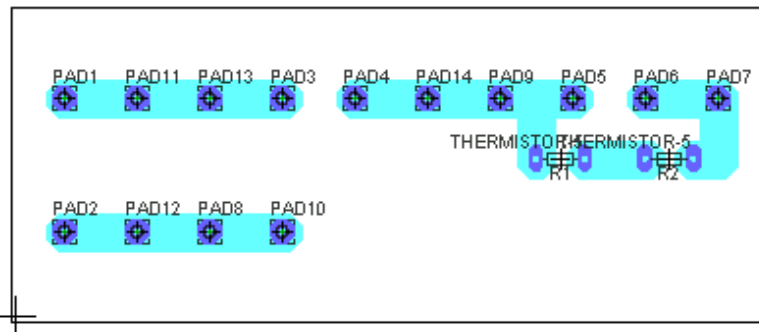 PAD1 PAD11 PAD13 PAD3 PAD4 PAD14 PAD9 PAD5 PAD6 PAD7
THERMISTOR-5 THERMISTOR-5
R1 R2
PAD2 PAD12 PAD8 PAD10